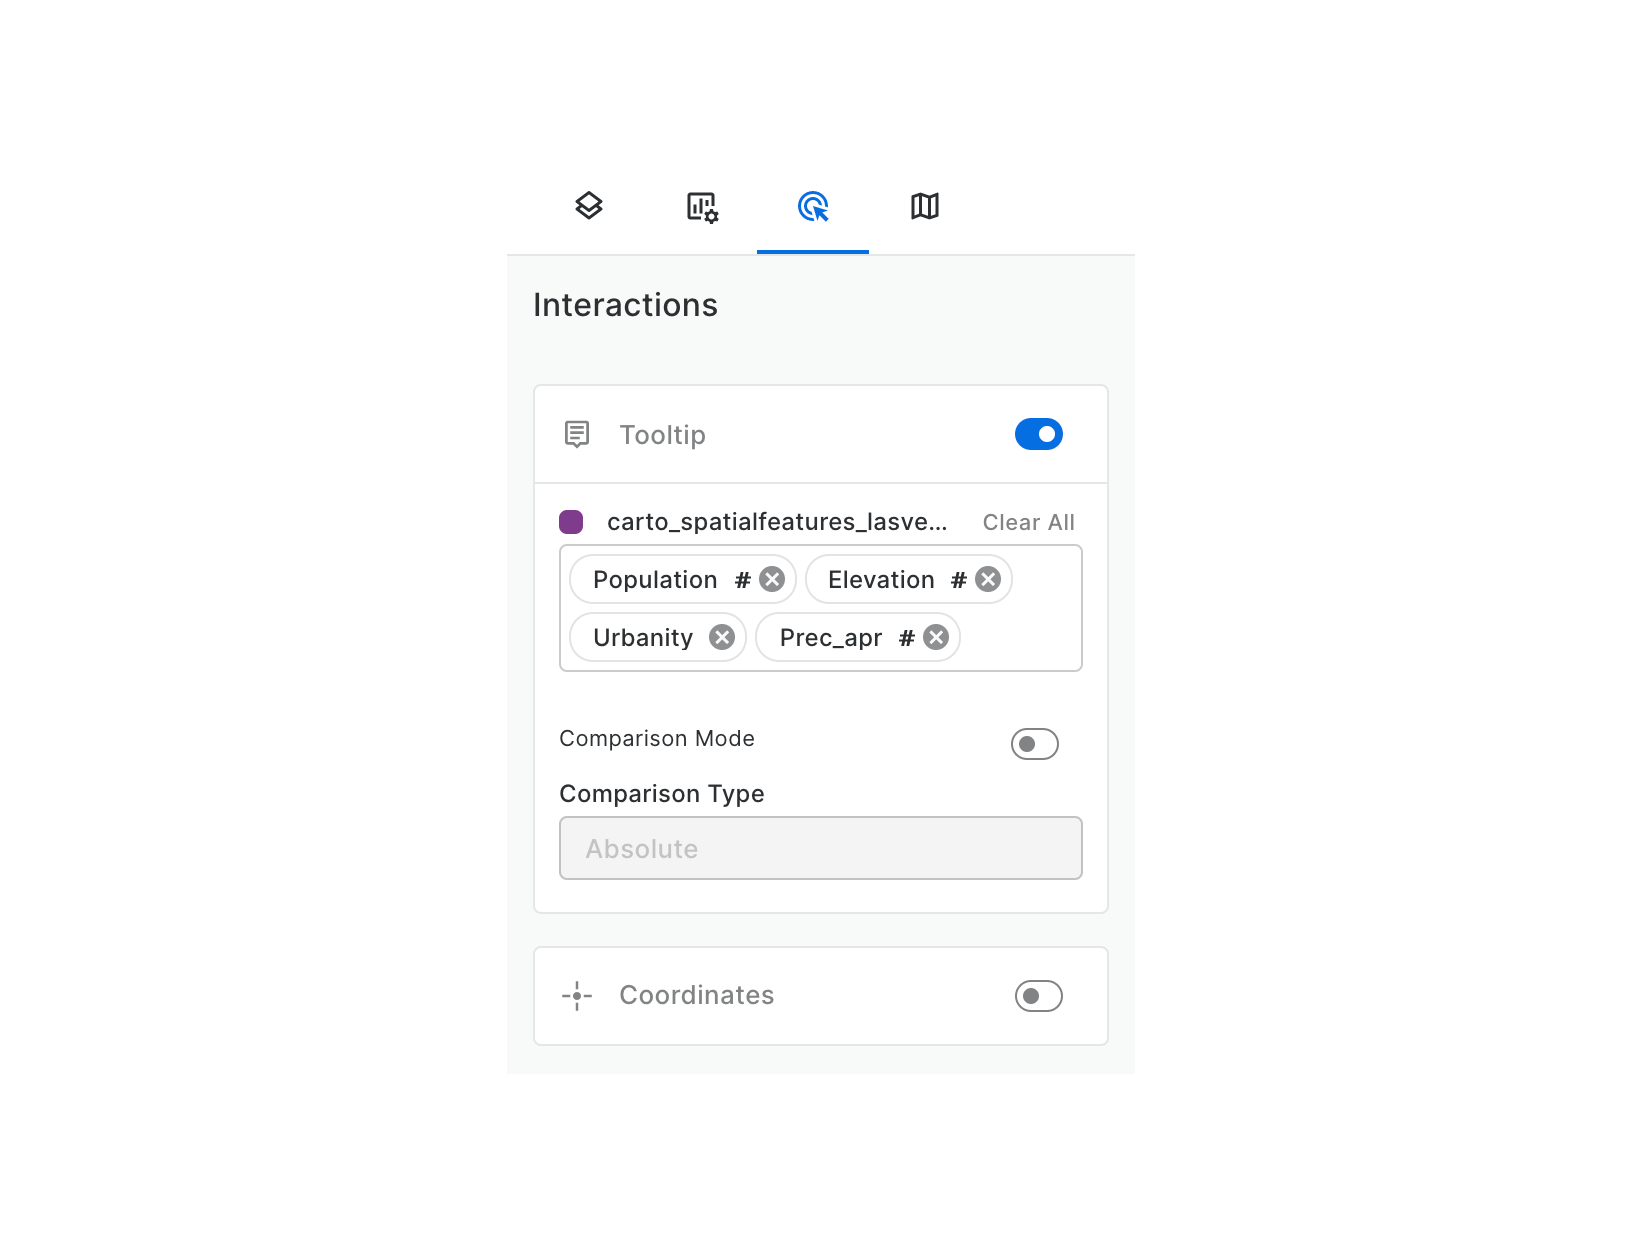 Interactions
Tooltip
carto_spatialfeatures_lasve... Clear All
Population # Elevation #
Urbanity Prec_apr #
Comparison Mode
Comparison Type
Absolute
Coordinates